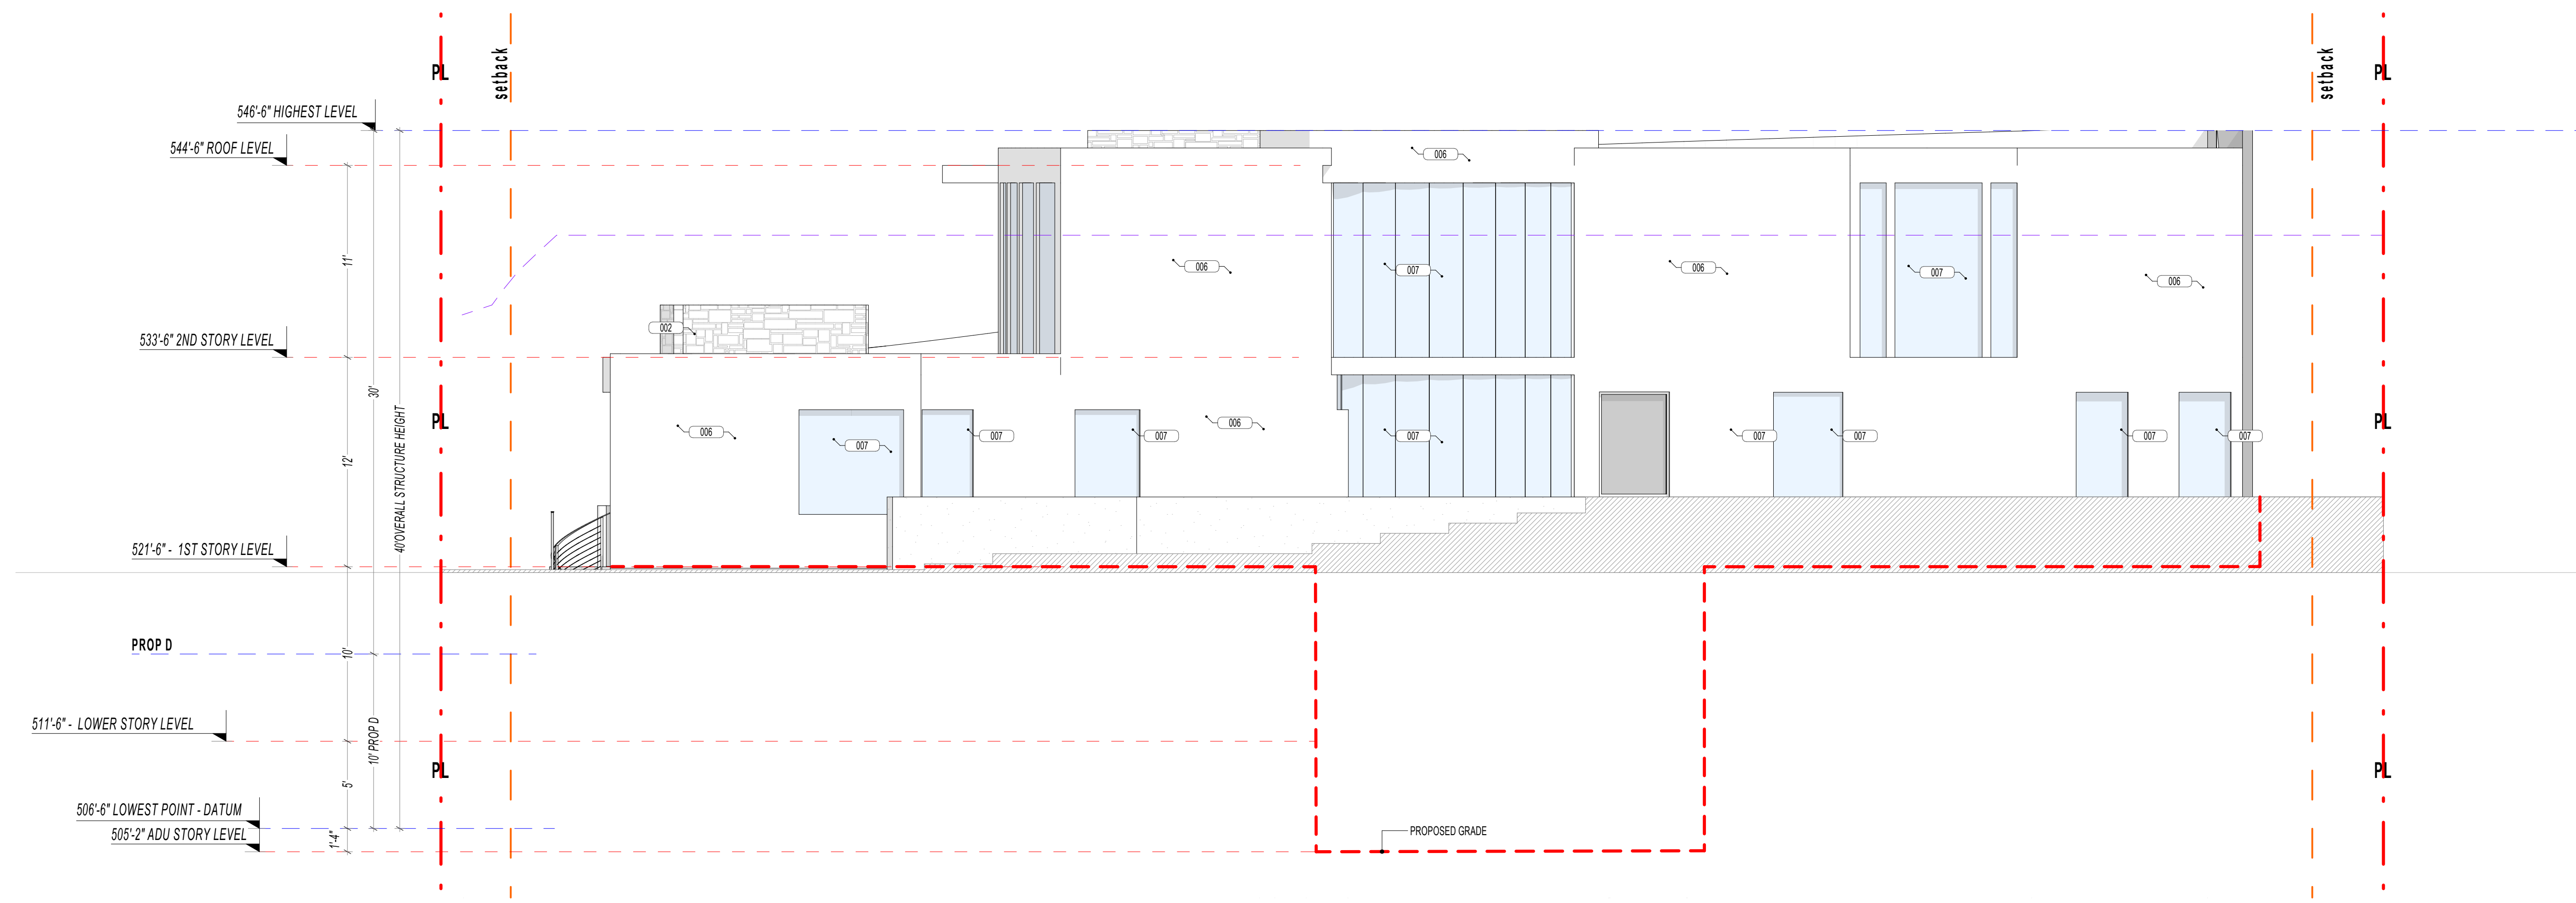 PL
setback
setback
PL
546'-6" HIGHEST LEVEL
544'-6" ROOF LEVEL
006
11'
006
007
006
007
006
002
533'-6" 2ND STORY LEVEL
30'
40'OVERALL STRUCTURE HEIGHT
12'
PL
006
007
007
007
006
007
007
007
007
007
PL
521'-6" - 1ST STORY LEVEL
PROP D
10'
511'-6" - LOWER STORY LEVEL
10' PROP D
5'
PL
PL
506'-6" LOWEST POINT - DATUM
505'-2" ADU STORY LEVEL
1'-4"
PROPOSED GRADE